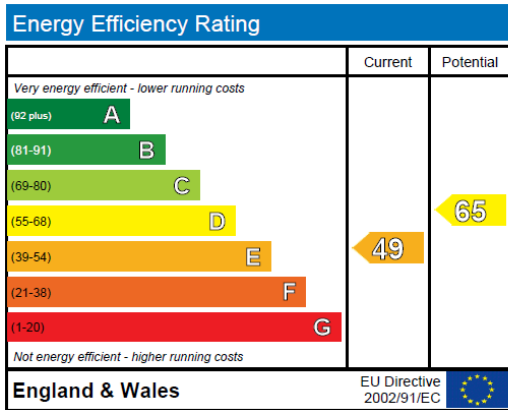 Energy Efficiency Rating
Current Potential
Very energy efficient - lower running costs
(92 plus) A
(81-91) B
(69-80) C
(55-68) D
65
(39-54) E
49
(21-38) F
(1-20) G
Not energy efficient - higher running costs
England & Wales
EU Directive
2002/91/EC